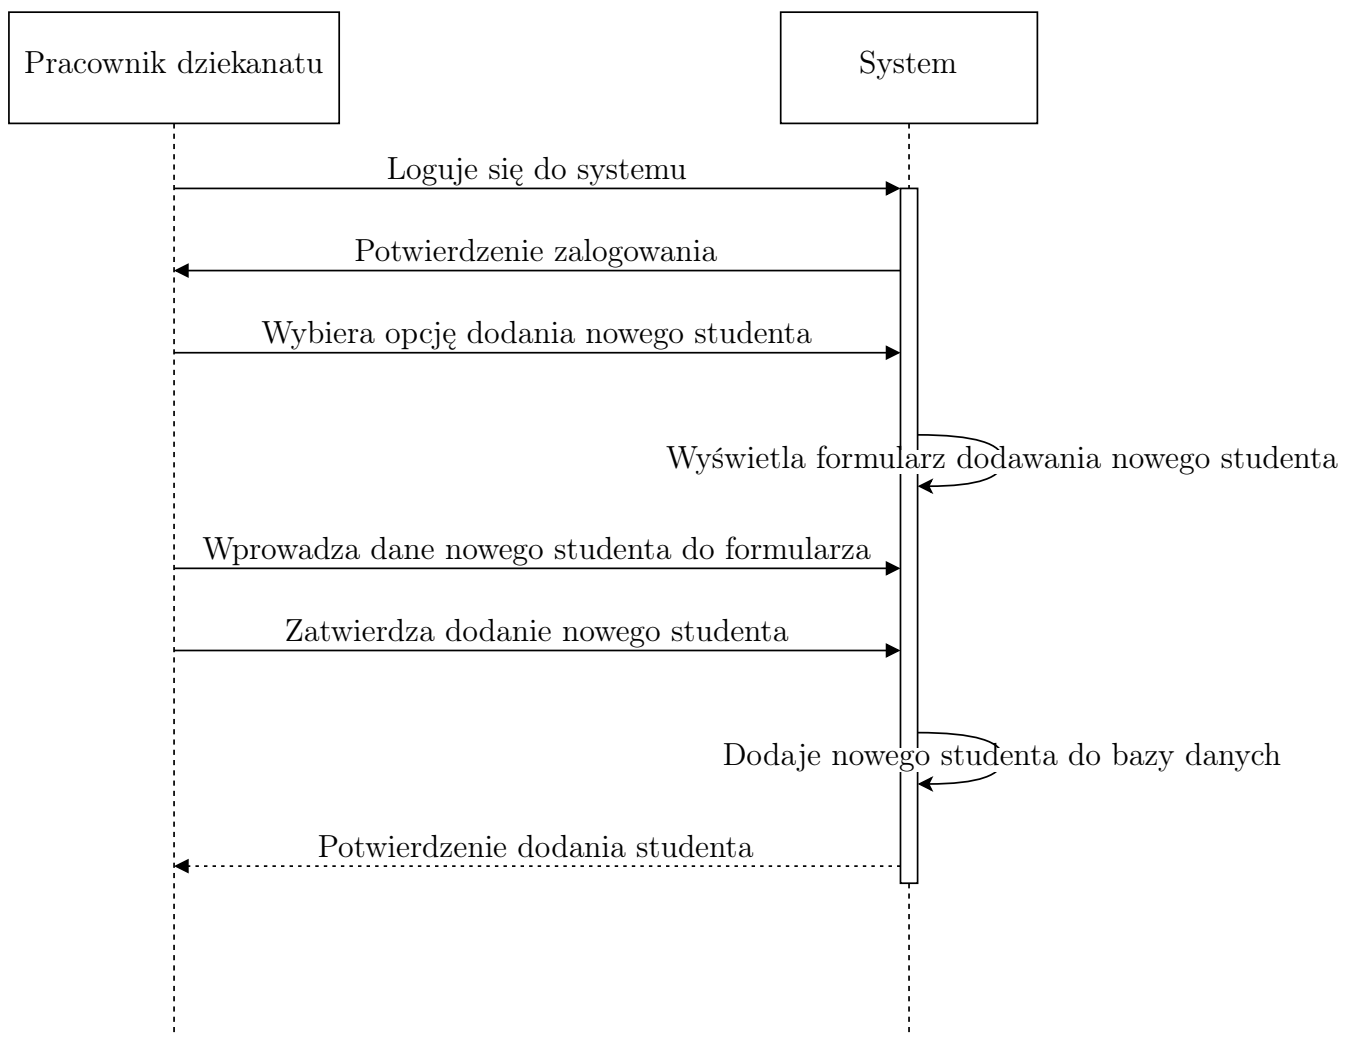 Pracownik dziekanatu
System
Loguje się do systemu
Potwierdzenie zalogowania
Wybiera opcję dodania nowego studenta
Wyświetla formularz dodawania nowego studenta
Wprowadza dane nowego studenta do formularza
Zatwierdza dodanie nowego studenta
Dodaje nowego studenta do bazy danych
Potwierdzenie dodania studenta